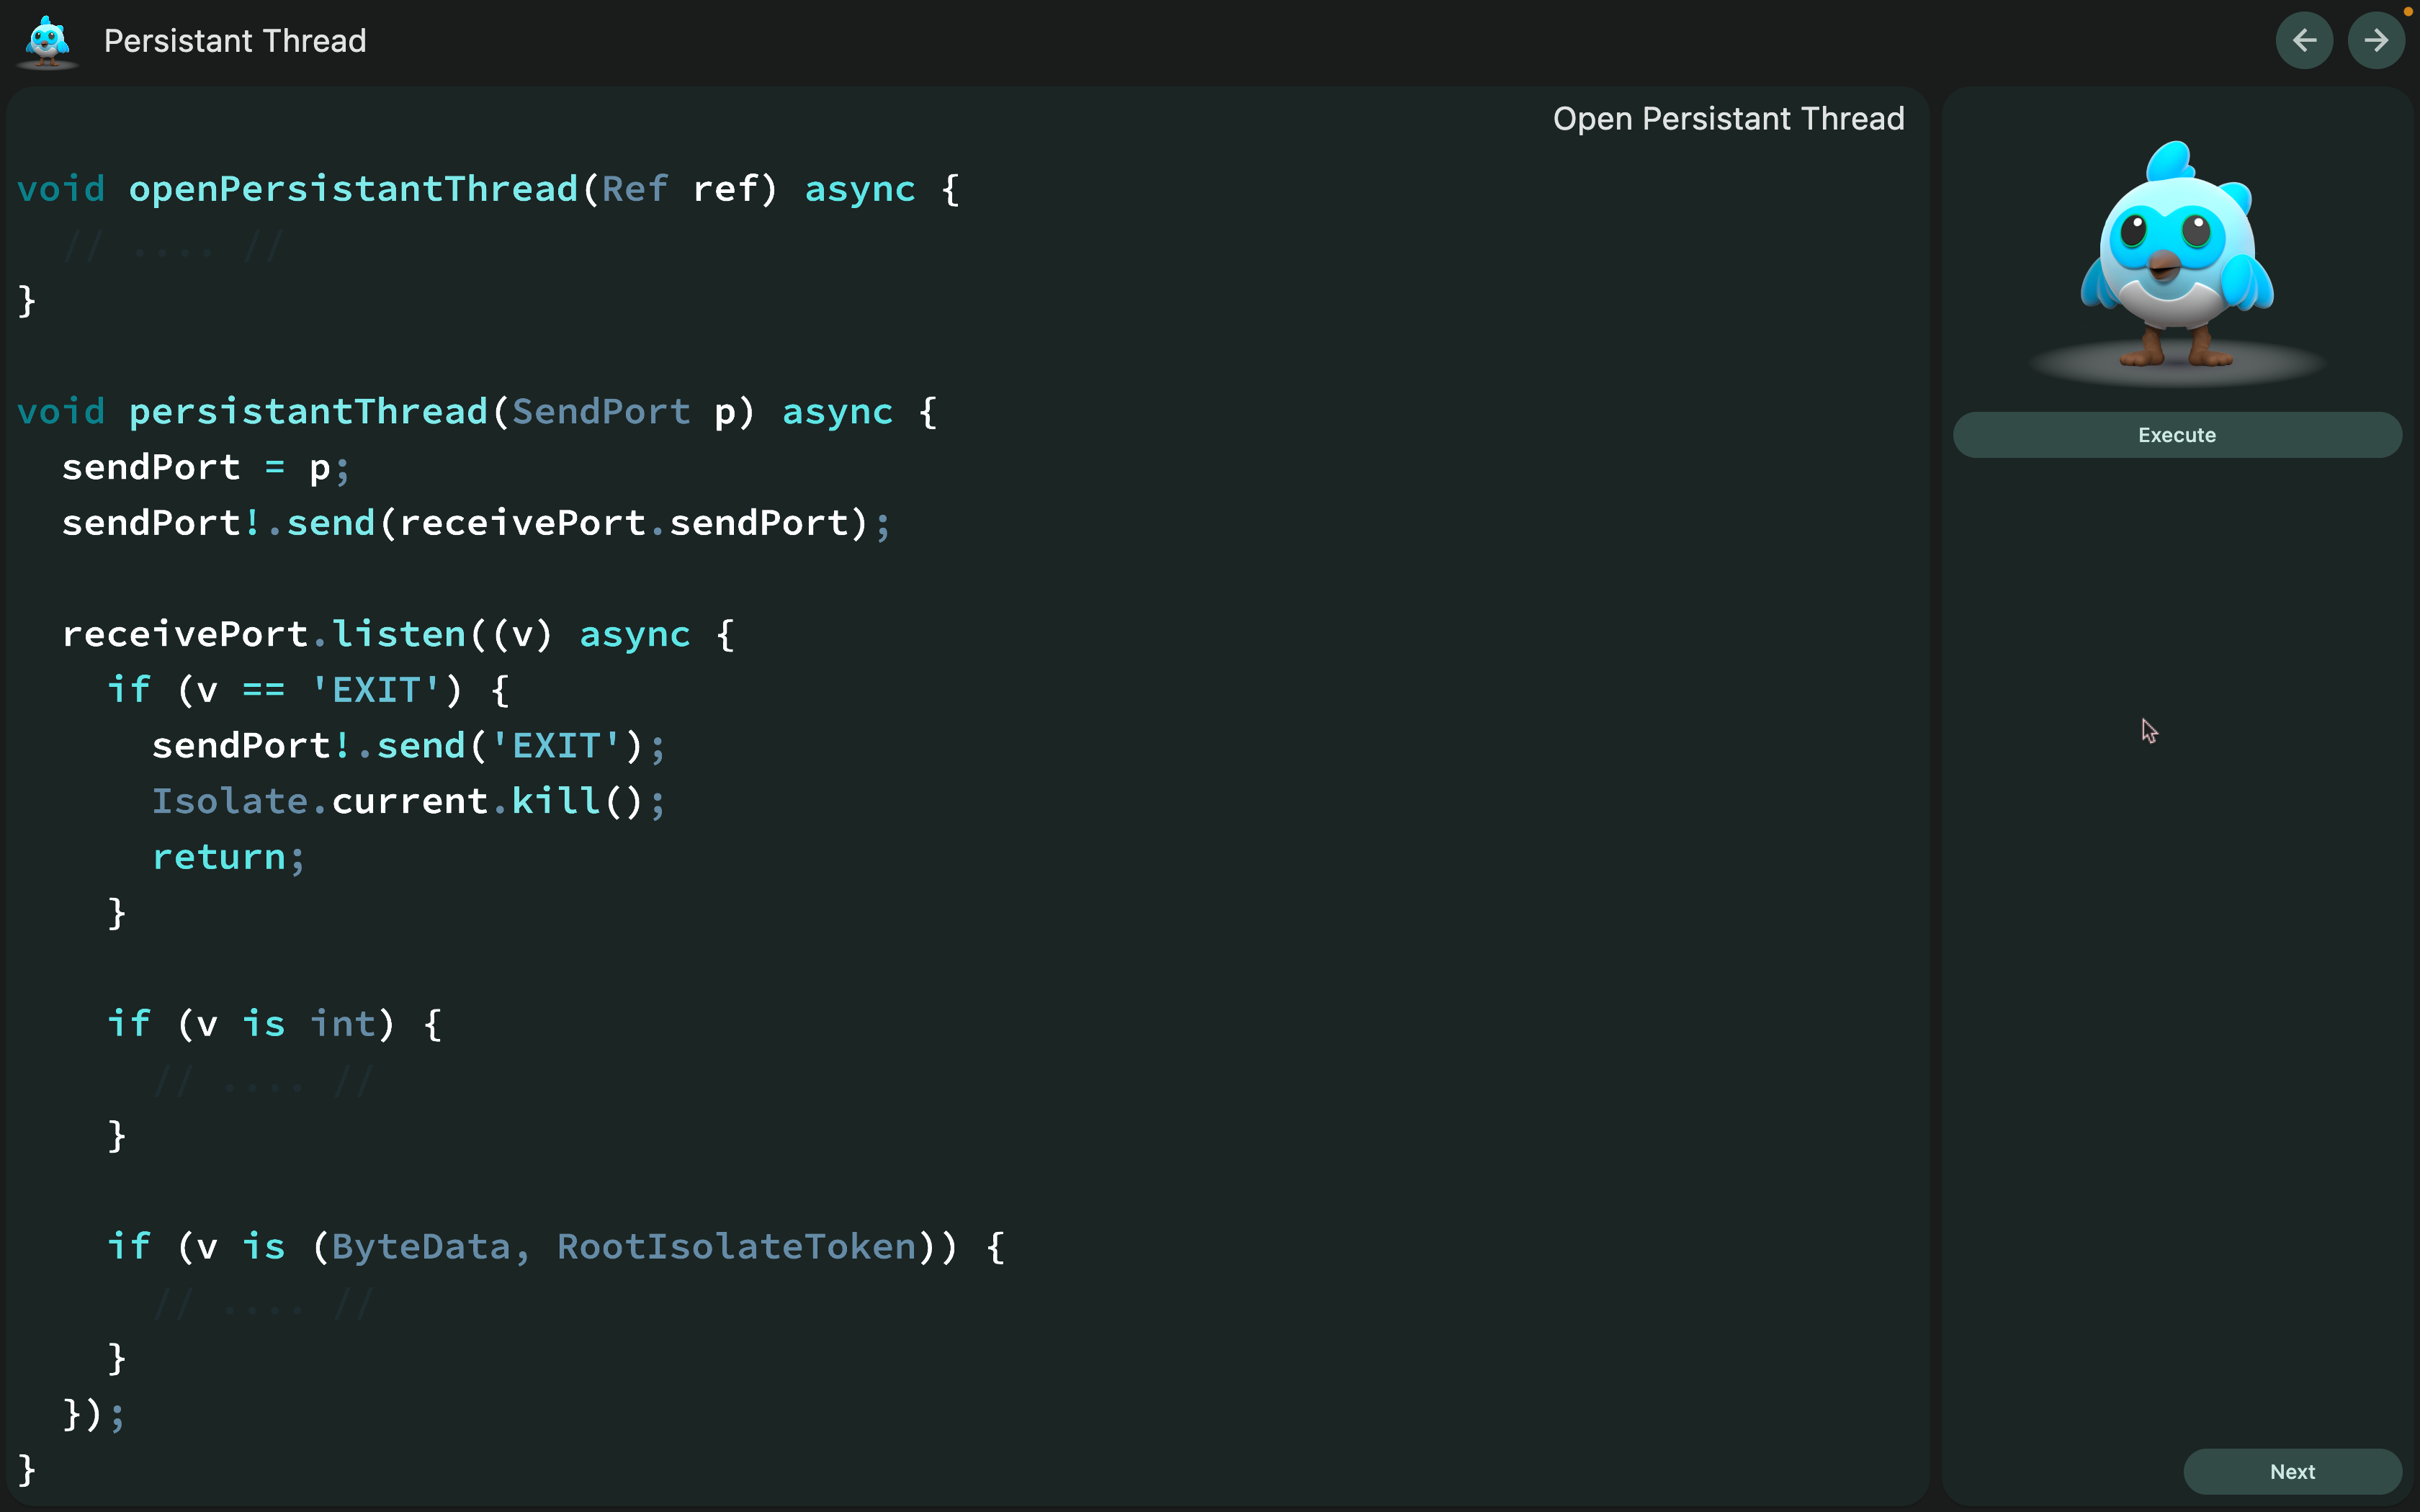 Persistant Thread
Open Persistant Thread
void openPersistantThread(Ref ref) async {
// .... //
}
void persistantThread(SendPort p) async {
sendPort = p;
sendPort!.send(receivePort.sendPort);
receivePort.listen((v) async {
if (v == 'EXIT') {
sendPort!.send('EXIT');
Isolate.current.kill();
return;
}
if (v is int) {
// .... //
}
if (v is (ByteData, RootIsolateToken)) {
// .... //
}
});
}
Execute
Next